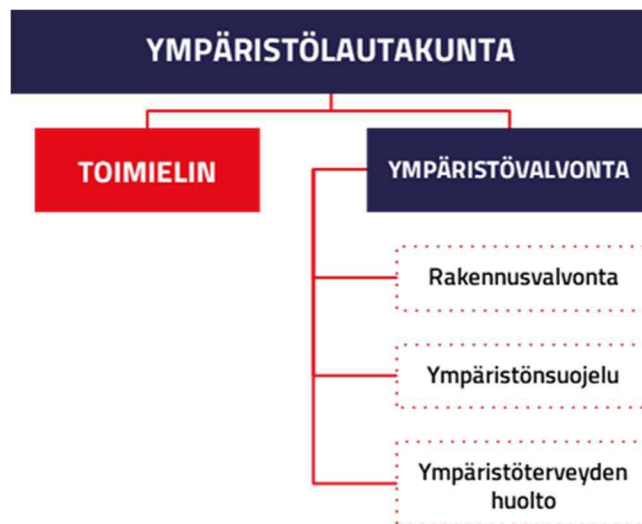 YMPÄRISTÖLAUTAKUNTA
TOIMIELIN
YMPÄRISTÖVALVONTA
Rakennusvalvonta
Ympäristönsuojelu
Ympäristöterveyden
huolto